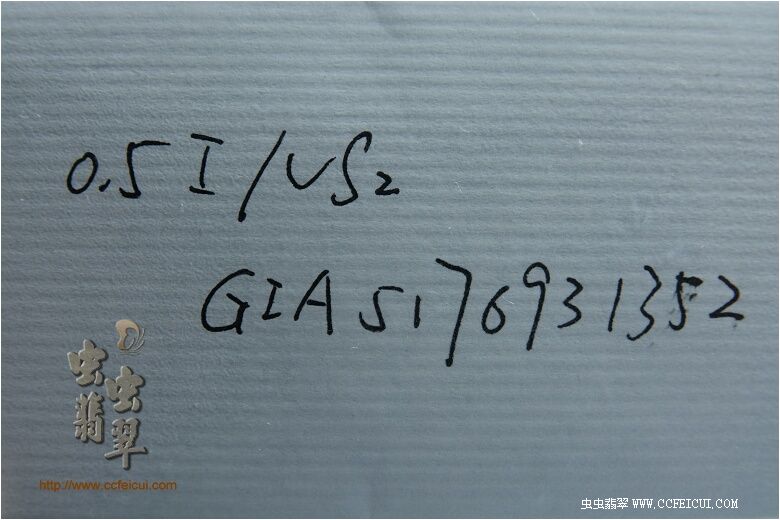 0.5 I/VS2
GIA 5176931352
虫虫翡翠
http://www.ccfeicui.com
虫虫翡翠 WWW.CCFEICUI.COM